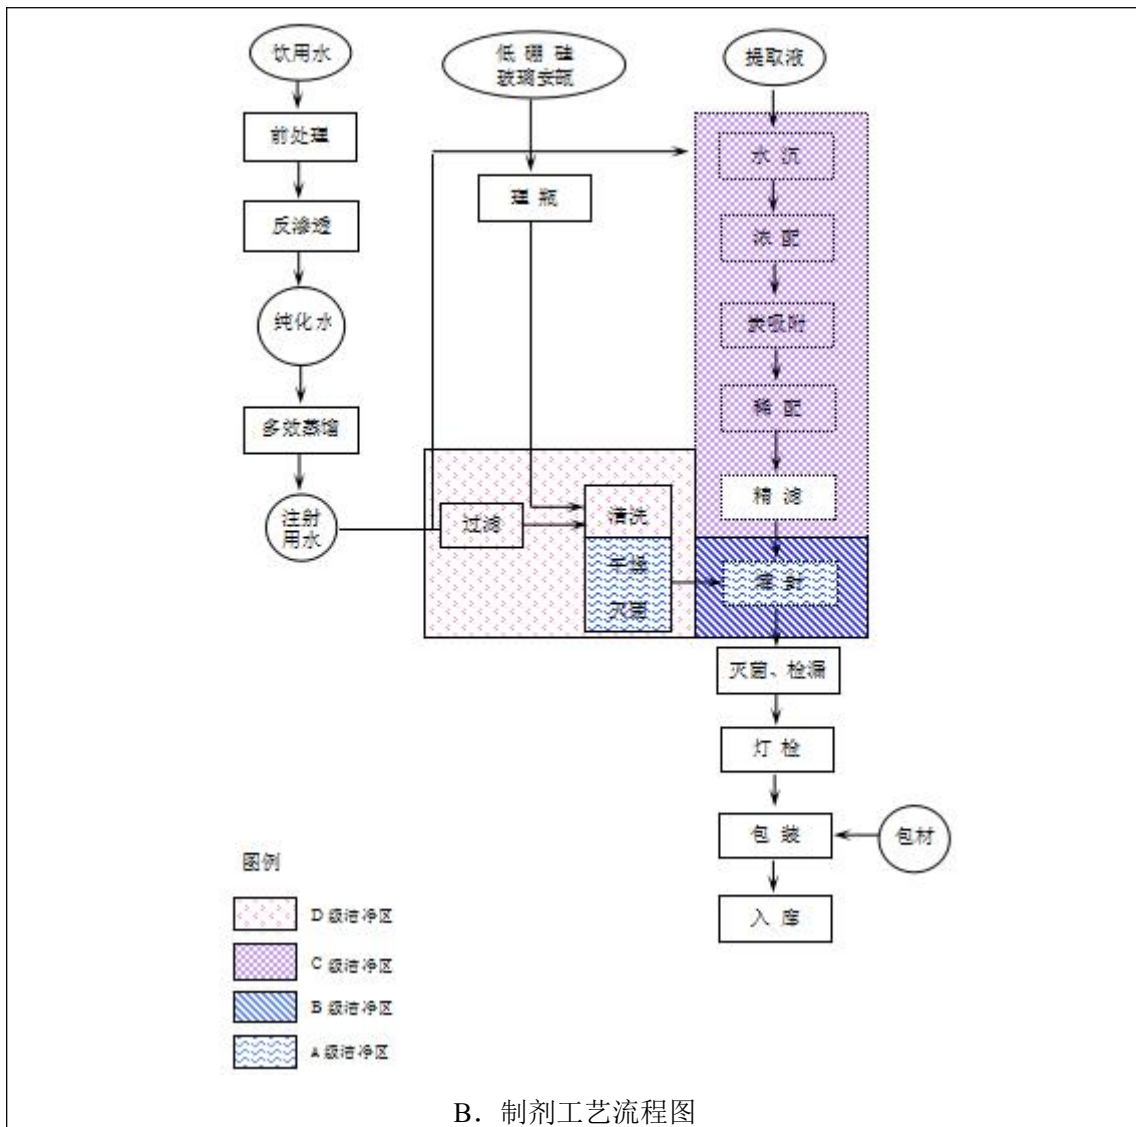 饮用水
低 硼 硅
玻璃安瓿
提取液
前处理
水 沉
理 瓶
反渗透
浓 配
纯化水
炭吸附
稀 配
多效蒸馏
精 滤
注射
用水
过滤
清洗
干燥
灭菌
灌 封
灭菌、检漏
灯 检
包 装
包材
入 库
图例
D 级洁净区
C 级洁净区
B 级洁净区
A 级洁净区
B．制剂工艺流程图